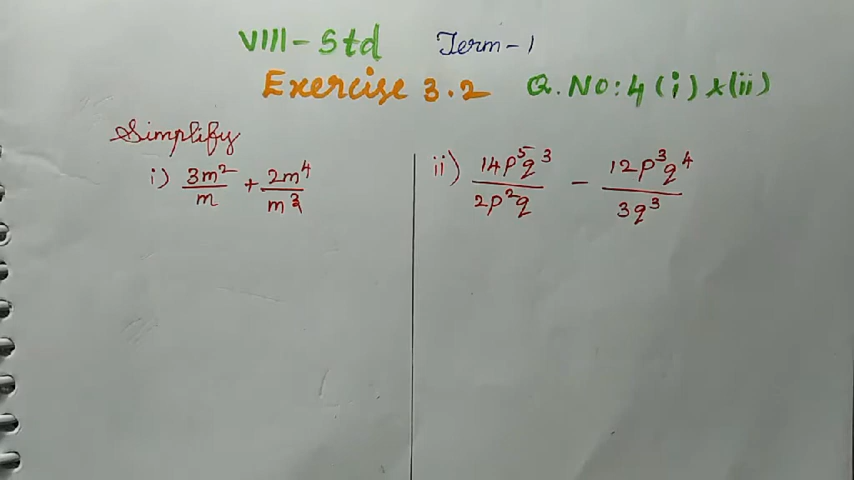 VIII - Std Term - 1
Exercise 3.2 Q. No: 4 (i) & (ii)
Simplify
i) 3m²/m + 2m⁴/m³
ii) 14p⁵q³/2p²q - 12p³q⁴/3q³